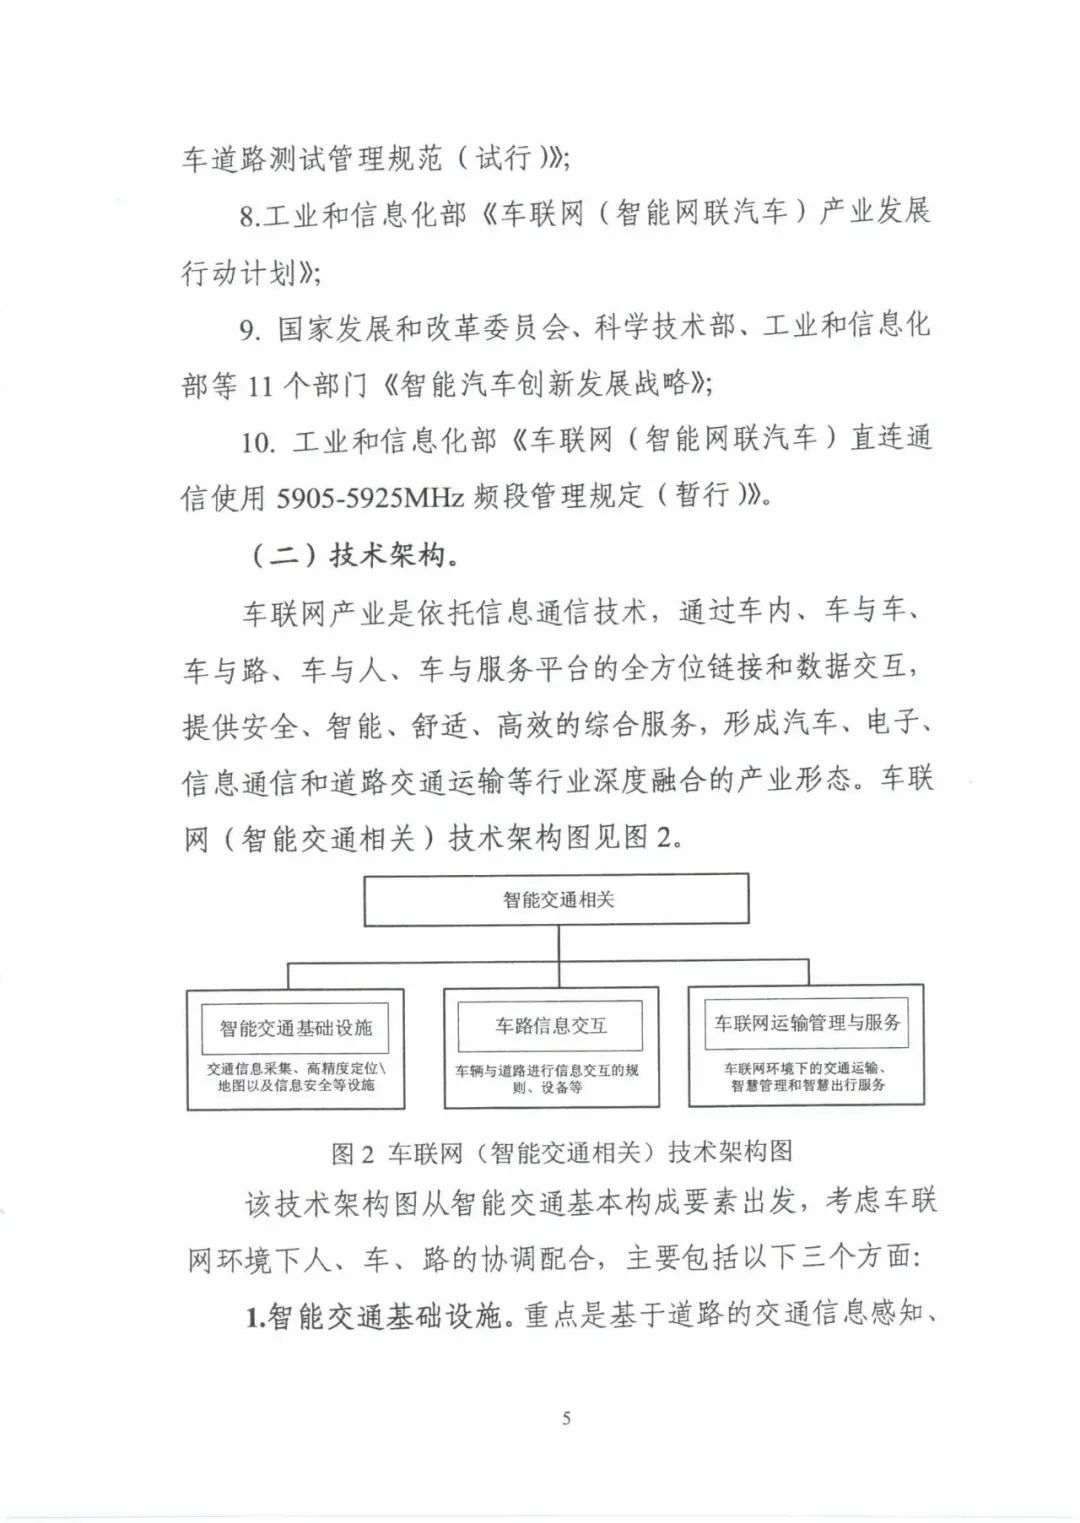 车道路测试管理规范（试行）》；
8.工业和信息化部《车联网（智能网联汽车）产业发展
行动计划》；
9. 国家发展和改革委员会、科学技术部、工业和信息化
部等 11 个部门《智能汽车创新发展战略》；
10. 工业和信息化部《车联网（智能网联汽车）直连通
信使用 5905-5925MHz 频段管理规定（暂行）》。
（二）技术架构。
车联网产业是依托信息通信技术，通过车内、车与车、
车与路、车与人、车与服务平台的全方位链接和数据交互，
提供安全、智能、舒适、高效的综合服务，形成汽车、电子、
信息通信和道路交通运输等行业深度融合的产业形态。车联
网（智能交通相关）技术架构图见图 2。
智能交通相关
智能交通基础设施
交通信息采集、高精度定位\
地图以及信息安全等设施
车路信息交互
车辆与道路进行信息交互的规
则、设备等
车联网运输管理与服务
车联网环境下的交通运输、
智慧管理和智慧出行服务
图 2 车联网（智能交通相关）技术架构图
该技术架构图从智能交通基本构成要素出发，考虑车联
网环境下人、车、路的协调配合，主要包括以下三个方面：
1.智能交通基础设施。重点是基于道路的交通信息感知、
5